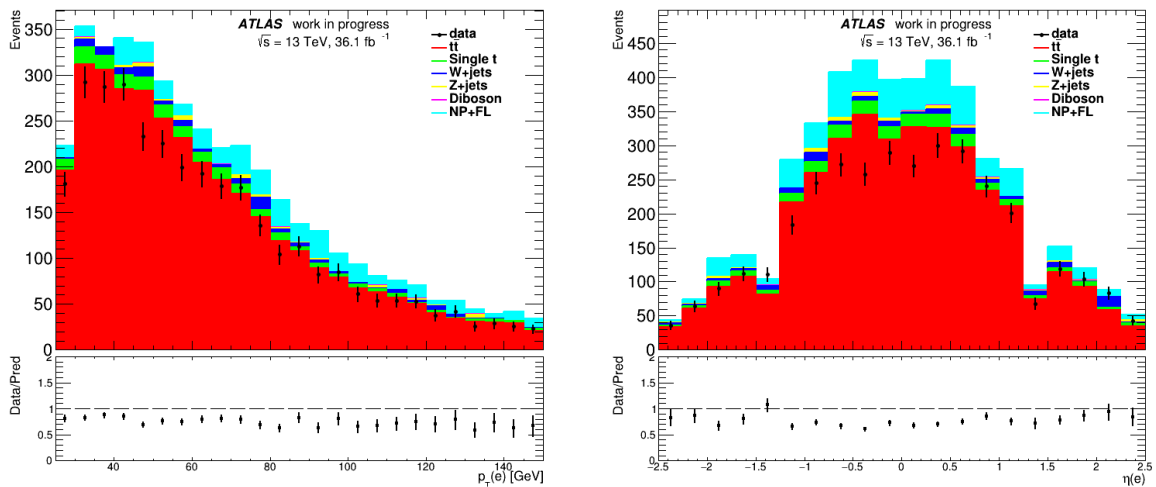 ATLAS work in progress
√s = 13 TeV, 36.1 fb⁻¹
data
tt̄
Single t
W+jets
Z+jets
Diboson
NP+FL
Events
350
300
250
200
150
100
50
0
Data/Pred
2
1.5
1
0.5
0
40 60 80 100 120 140
p_T(e) [GeV]
ATLAS work in progress
√s = 13 TeV, 36.1 fb⁻¹
data
tt̄
Single t
W+jets
Z+jets
Diboson
NP+FL
Events
450
400
350
300
250
200
150
100
50
0
Data/Pred
2
1.5
1
0.5
0
−2.5 −2 −1.5 −1 −0.5 0 0.5 1 1.5 2 2.5
η(e)